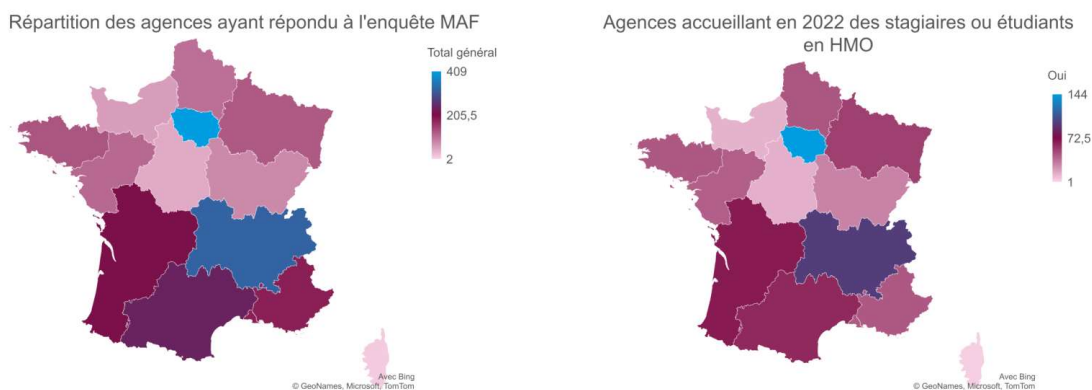 Répartition des agences ayant répondu à l'enquête MAF
Total général
409
205,5
2
Avec Bing
© GeoNames, Microsoft, TomTom
Agences accueillant en 2022 des stagiaires ou étudiants
en HMO
Oui
144
72,5
1
Avec Bing
© GeoNames, Microsoft, TomTom